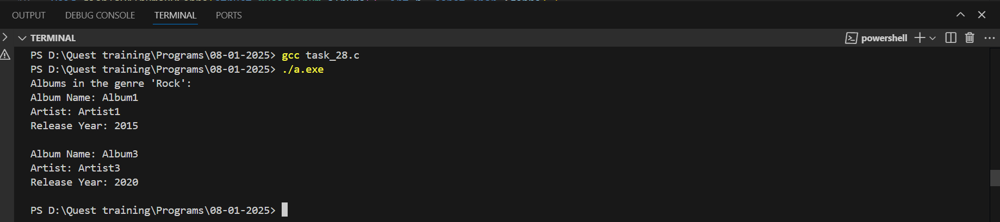 OUTPUT DEBUG CONSOLE TERMINAL PORTS
TERMINAL powershell
PS D:\Quest training\Programs\08-01-2025> gcc task_28.c
PS D:\Quest training\Programs\08-01-2025> ./a.exe
Albums in the genre 'Rock':
Album Name: Album1
Artist: Artist1
Release Year: 2015
Album Name: Album3
Artist: Artist3
Release Year: 2020
PS D:\Quest training\Programs\08-01-2025>